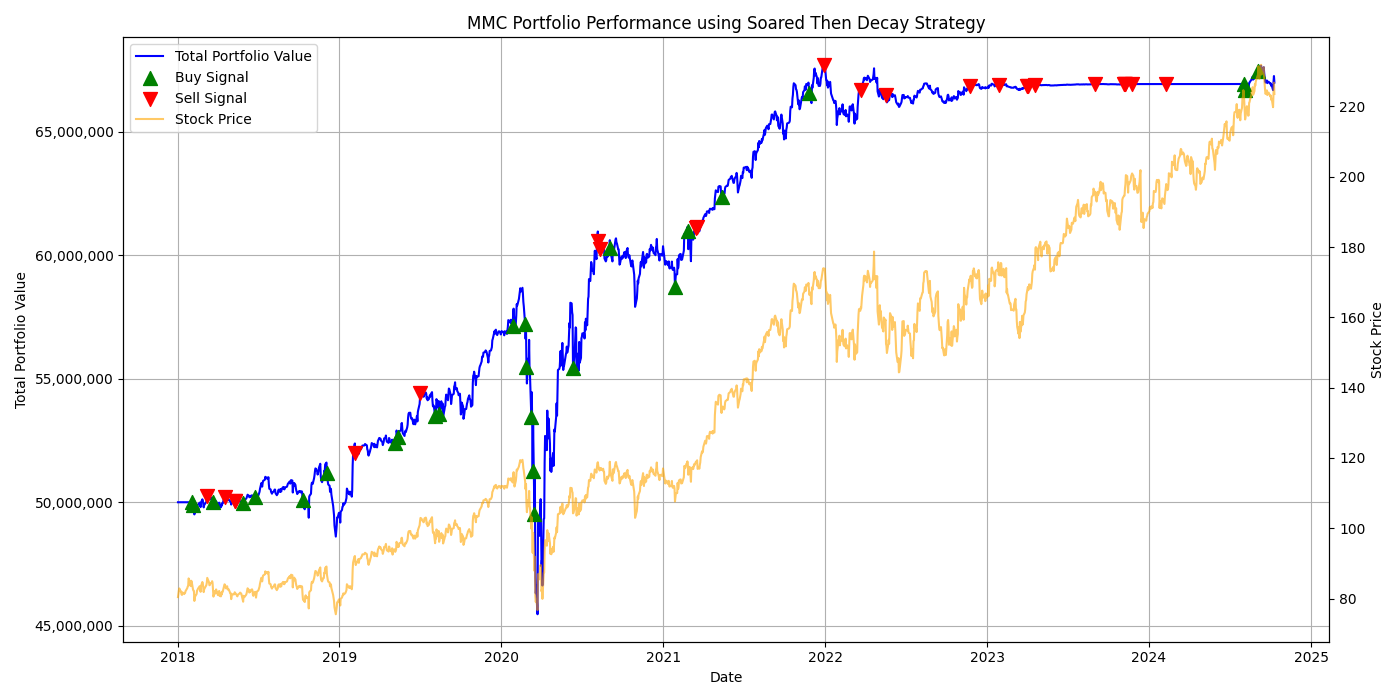 MMC Portfolio Performance using Soared Then Decay Strategy
Total Portfolio Value
Buy Signal
Sell Signal
Stock Price
65,000,000
60,000,000
55,000,000
50,000,000
45,000,000
Total Portfolio Value
220
200
180
160
140
120
100
80
Stock Price
2018
2019
2020
2021
2022
2023
2024
2025
Date